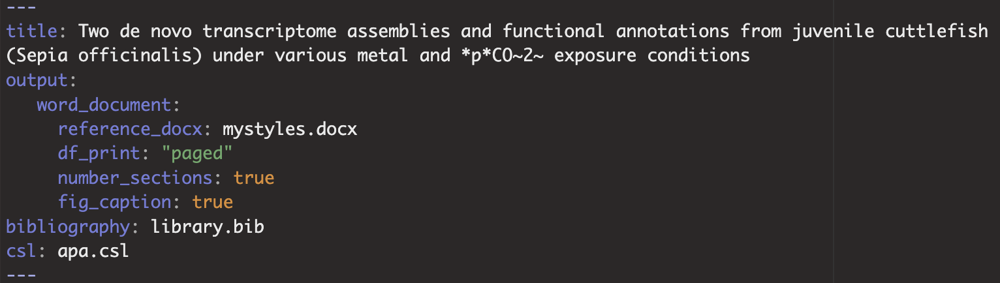 ---
title: Two de novo transcriptome assemblies and functional annotations from juvenile cuttlefish
(Sepia officinalis) under various metal and *p*CO~2~ exposure conditions
output:
   word_document:
     reference_docx: mystyles.docx
     df_print: "paged"
     number_sections: true
     fig_caption: true
bibliography: library.bib
csl: apa.csl
---